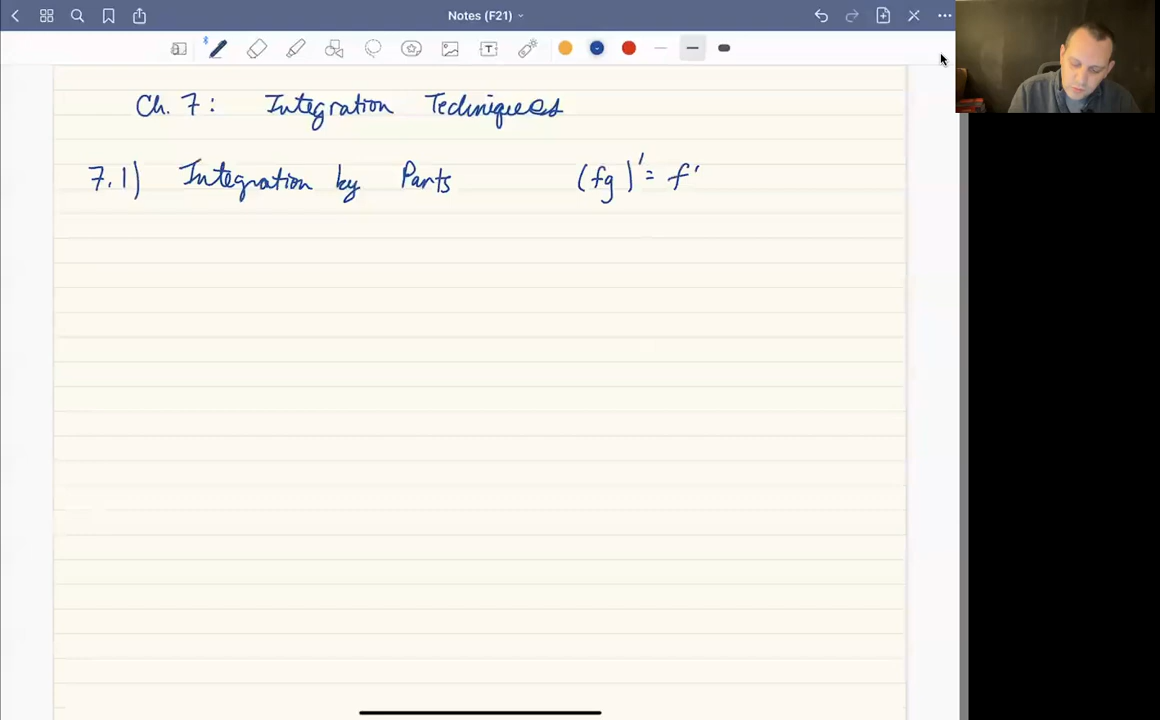 Notes (F21)
Ch. 7: Integration Techniques
7.1) Integration by Parts (fg)' = f'